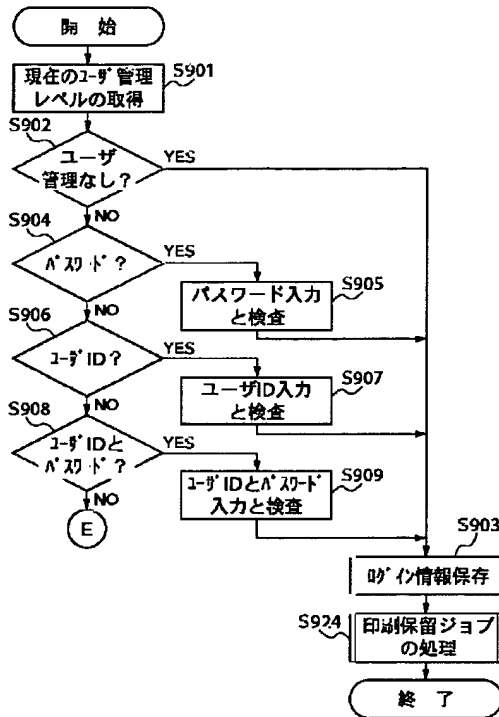 開 始
S901
現在のユーザ管理
レベルの取得
S902
ユーザ
管理なし?
YES
NO
S904
パスワード?
YES
S905
パスワード入力
と検査
NO
S906
ユーザID?
YES
S907
ユーザID入力
と検査
NO
S908
ユーザIDと
パスワード?
YES
S909
ユーザIDとパスワード
入力と検査
NO
E
S903
ログイン情報保存
S924
印刷保留ジョブ
の処理
終 了